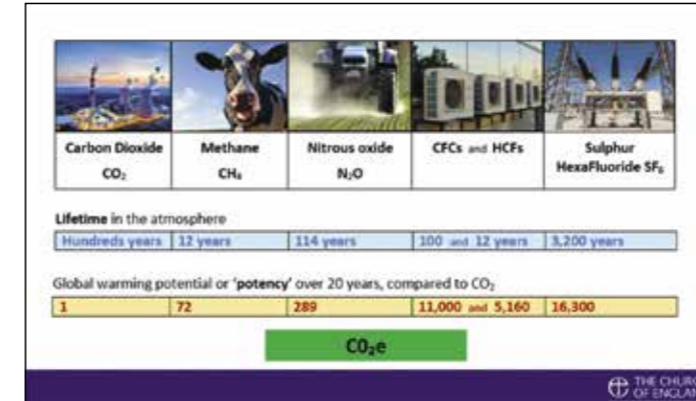 Carbon Dioxide CO₂
Methane CH₄
Nitrous oxide N₂O
CFCs and HCFs
Sulphur HexaFluoride SF₆
Lifetime in the atmosphere
Hundreds years 12 years 114 years 100 and 12 years 3,200 years
Global warming potential or 'potency' over 20 years, compared to CO₂
1 72 289 11,000 and 5,160 16,300
C0₂e
THE CHURC
OF ENGLAN